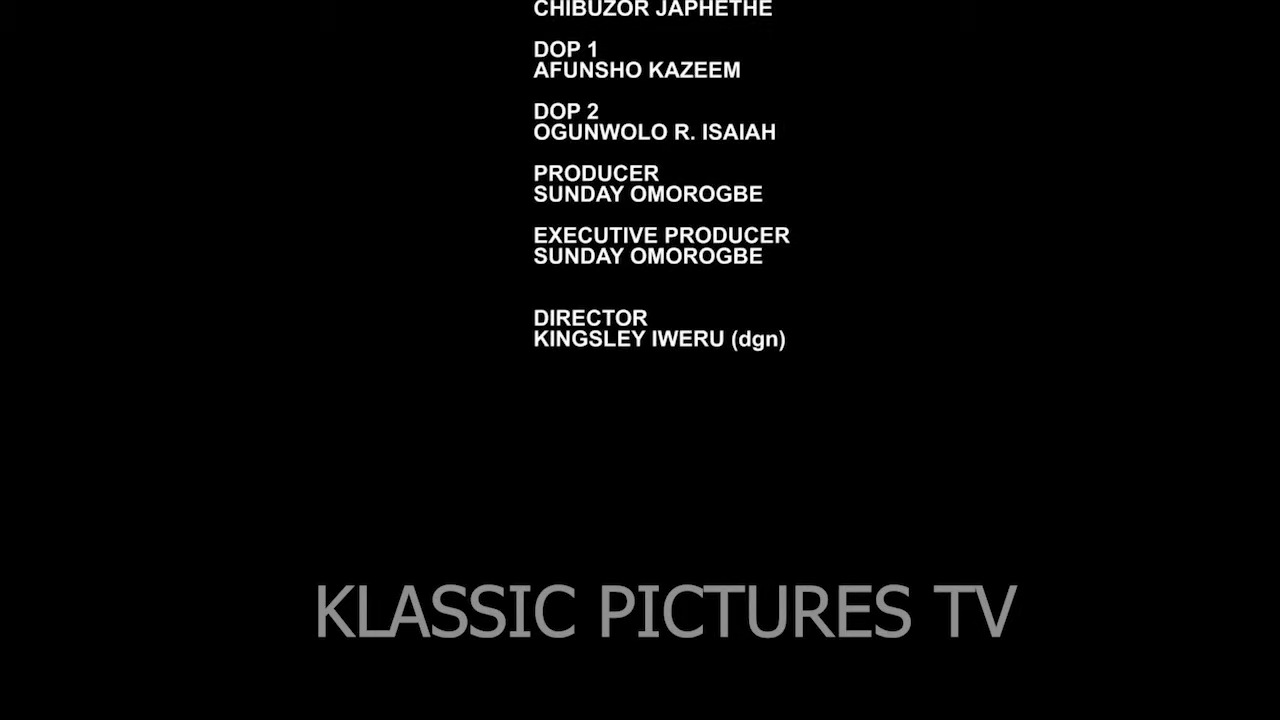 CHIBUZOR JAPHETHE
DOP 1
AFUNSHO KAZEEM
DOP 2
OGUNWOLO R. ISAIAH
PRODUCER
SUNDAY OMOROGBE
EXECUTIVE PRODUCER
SUNDAY OMOROGBE
DIRECTOR
KINGSLEY IWERU (dgn)
KLASSIC PICTURES TV